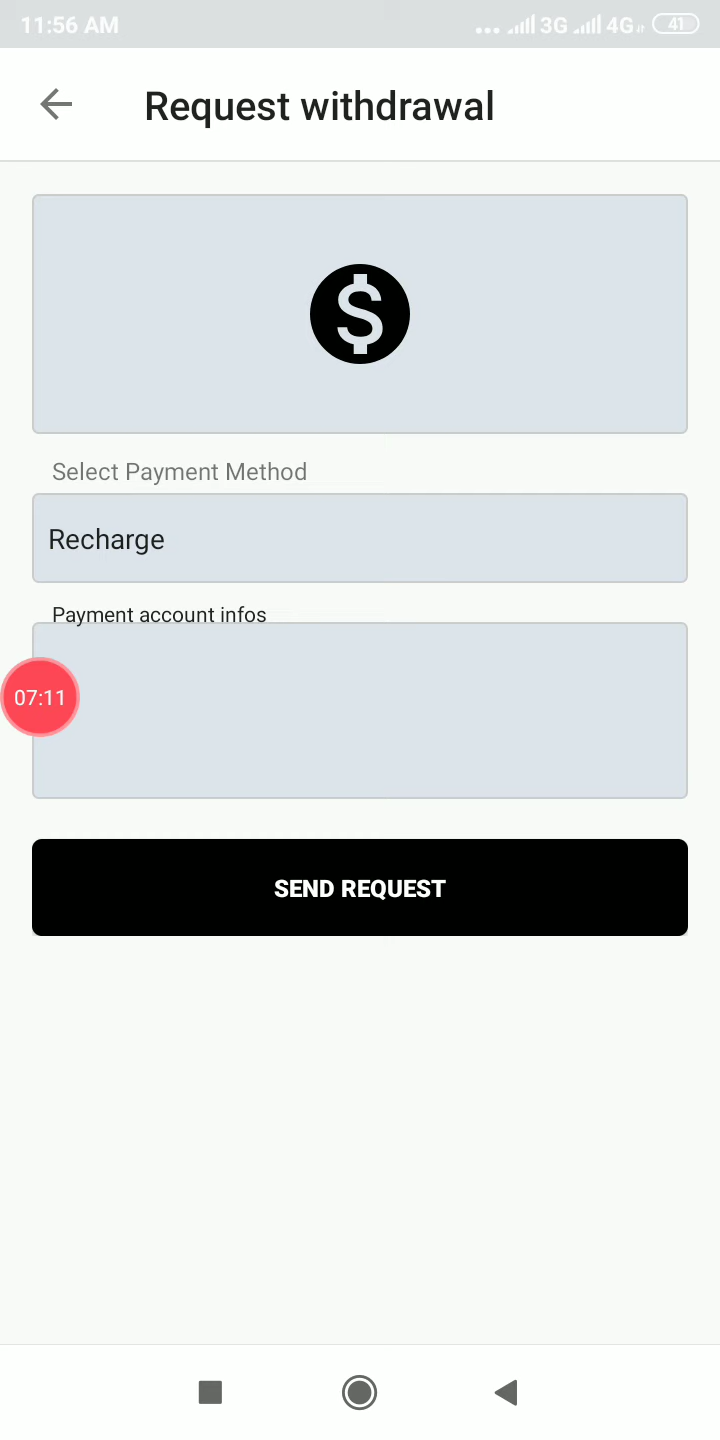 11:56 AM 3G 4G 41
Request withdrawal
$
Select Payment Method
Recharge
Payment account infos
07:11
SEND REQUEST